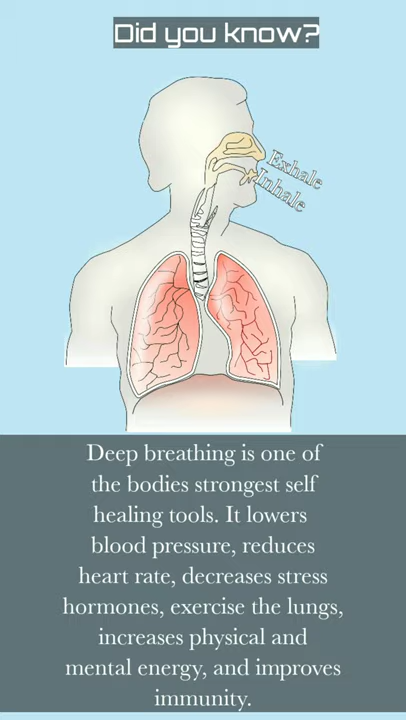 Did you know?
Exhale
Inhale
Deep breathing is one of
the bodies strongest self
healing tools. It lowers
blood pressure, reduces
heart rate, decreases stress
hormones, exercise the lungs,
increases physical and
mental energy, and improves
immunity.